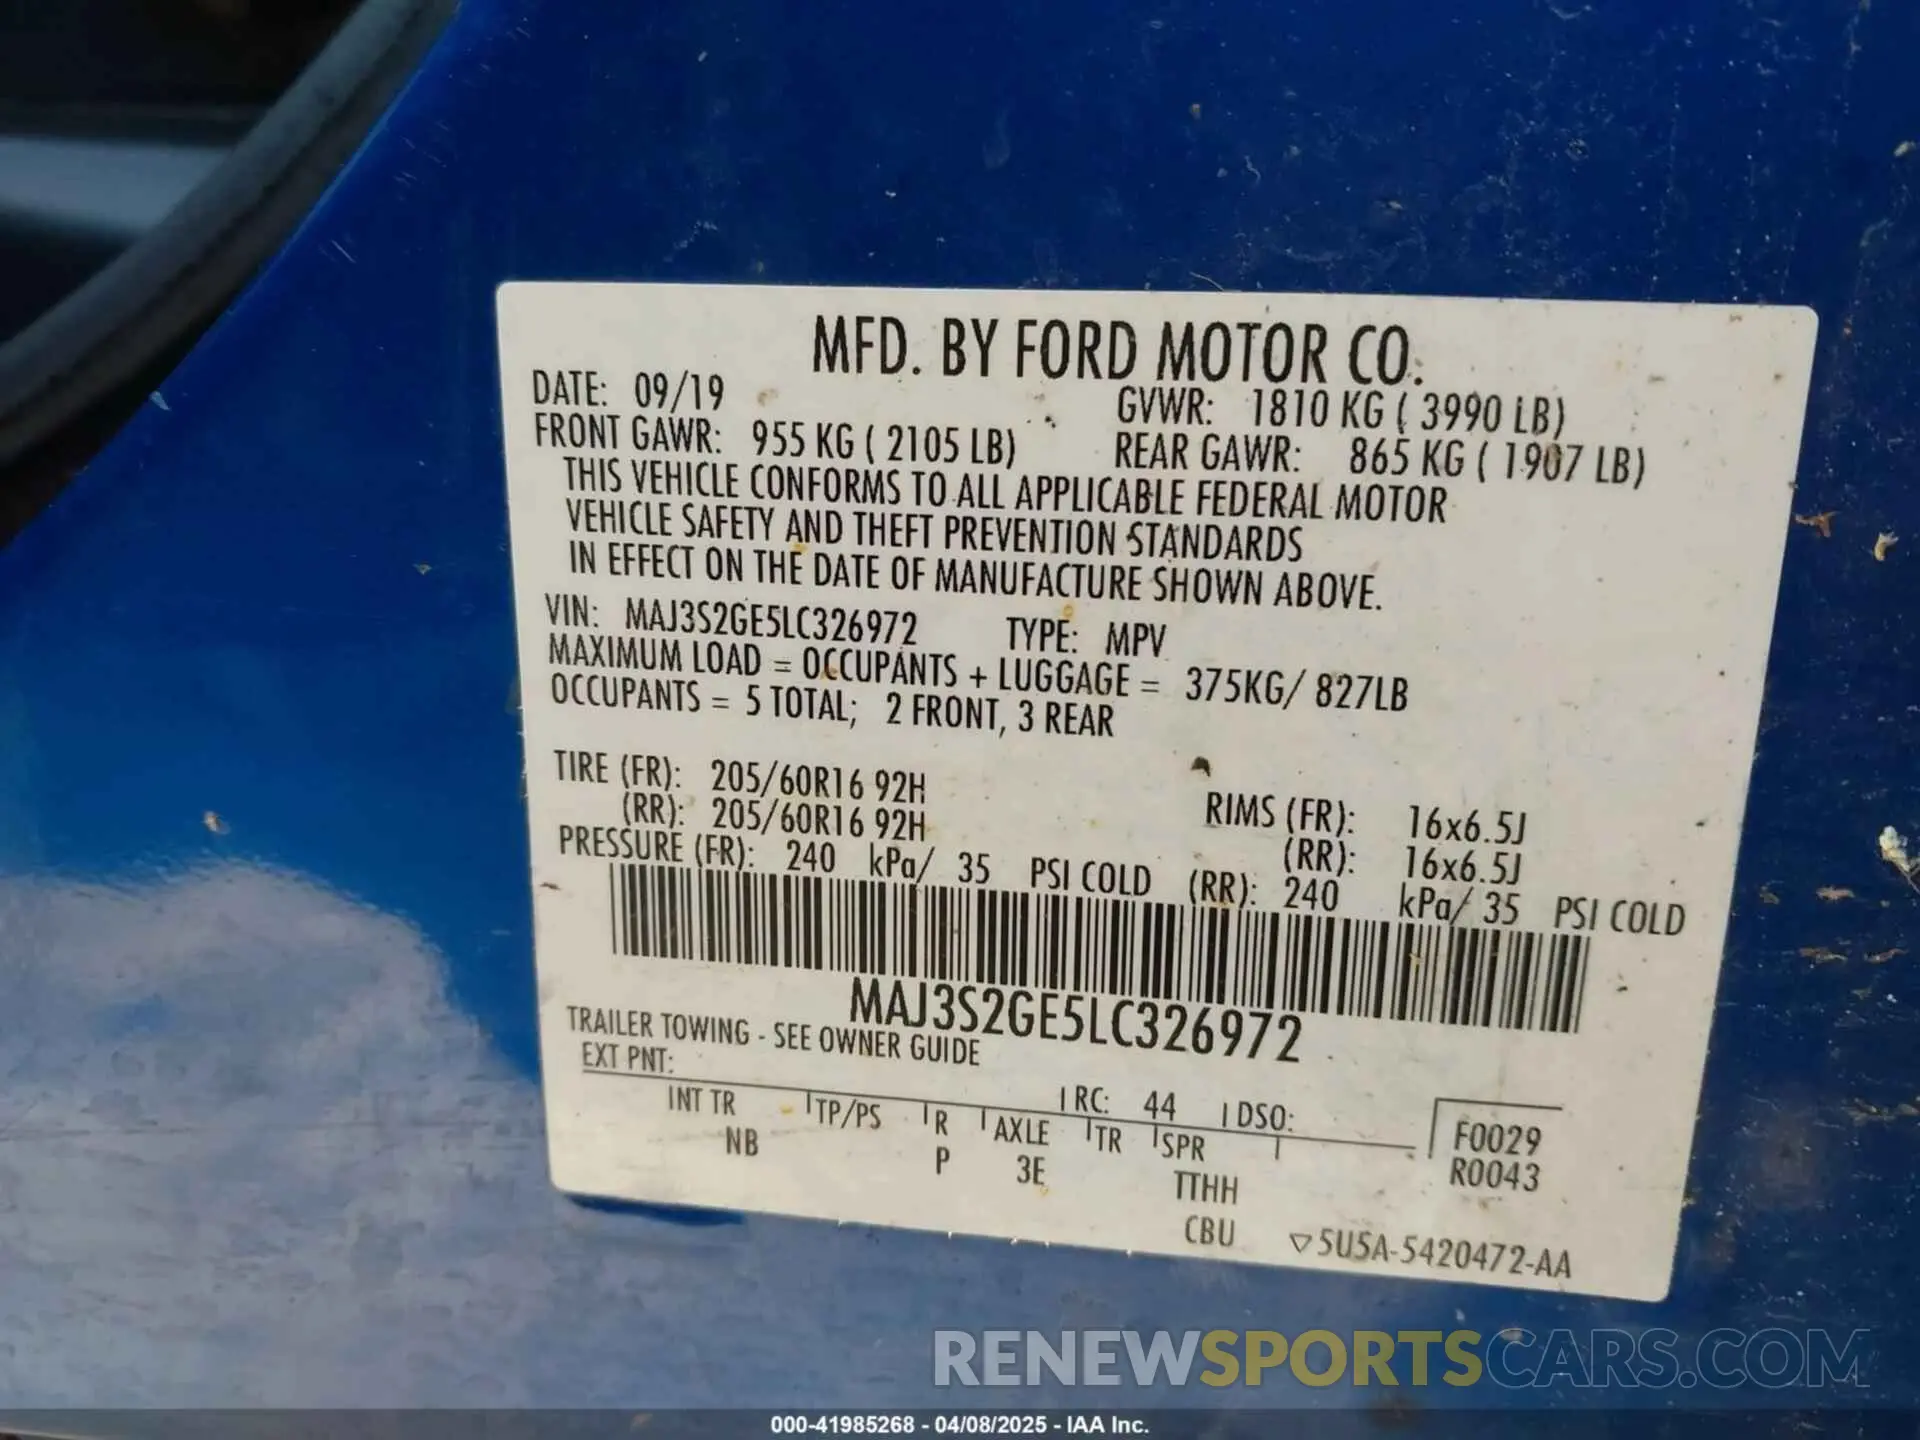 MFD. BY FORD MOTOR CO.
DATE: 09/19 GVWR: 1810 KG ( 3990 LB)
FRONT GAWR: 955 KG ( 2105 LB) REAR GAWR: 865 KG ( 1907 LB)
THIS VEHICLE CONFORMS TO ALL APPLICABLE FEDERAL MOTOR
VEHICLE SAFETY AND THEFT PREVENTION STANDARDS
IN EFFECT ON THE DATE OF MANUFACTURE SHOWN ABOVE.
VIN: MAJ3S2GE5LC326972 TYPE: MPV
MAXIMUM LOAD = OCCUPANTS + LUGGAGE = 375KG/ 827LB
OCCUPANTS = 5 TOTAL; 2 FRONT, 3 REAR
TIRE (FR): 205/60R16 92H RIMS (FR): 16x6.5J
(RR): 205/60R16 92H (RR): 16x6.5J
PRESSURE (FR): 240 kPa/ 35 PSI COLD (RR): 240 kPa/ 35 PSI COLD
MAJ3S2GE5LC326972
TRAILER TOWING - SEE OWNER GUIDE
EXT PNT: RC: 44 DSO:
INT TR TP/PS R AXLE TR SPR F0029
NB P 3E TTHH R0043
CBU ▽5U5A-5420472-AA
RENEWSPORTSCARS.COM
000-41985268 - 04/08/2025 - IAA Inc.